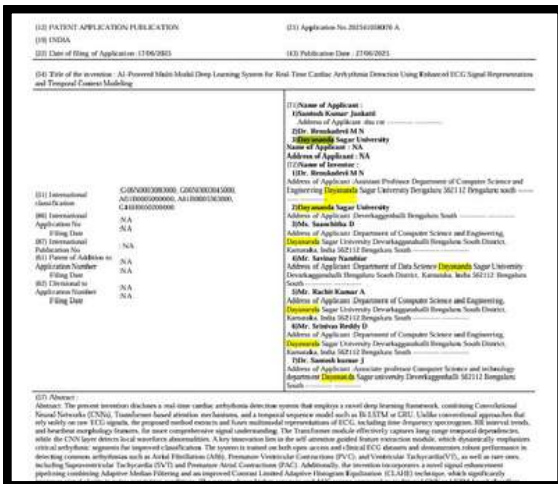 (12) PATENT APPLICATION PUBLICATION
(21) Application No.202541058078 A
(19) INDIA
(22) Date of filing of Application :17/06/2025
(43) Publication Date : 27/06/2025
(54) Title of the invention : AI-Powered Multi-Modal Deep Learning System for Real-Time Cardiac Arrhythmia Detection Using Enhanced ECG Signal Representation
and Temporal Context Modeling
(51) International
classification
(86) International
Application No
Filing Date
(87) International
Publication No
(61) Patent of Addition to
Application Number
Filing Date
(62) Divisional to
Application Number
Filing Date
:NA
:NA
: NA
:NA
:NA
:NA
:NA
(71)Name of Applicant :
1)Santosh Kumar Jankatti
Address of Applicant :dsu
2)Dr. Renukadevi M N
3)Dayananda Sagar University
Name of Applicant : NA
Address of Applicant : NA
(72)Name of Inventor :
1)Dr. Renukadevi M N
Address of Applicant :Assistant Professor Department of Computer Science and
Engineering Dayananda Sagar University Bengaluru 562112 Bengaluru south
2)Dayananda Sagar University
Address of Applicant :Deverkaggenhalli Bengaluru South
3)Ms. Saanchitha D
Address of Applicant :Department of Computer Science and Engineering,
Dayananda Sagar University Devarakaggenahalli Bengaluru South District,
Karnataka, India 562112 Bengaluru South
4)Mr. Savinay Nambiar
Address of Applicant :Department of Data Science Dayananda Sagar University
Devarakaggenahalli Bengaluru South District, Karnataka, India 562112 Bengaluru
South
5)Mr. Rachit Kumar A
Address of Applicant :Department of Computer Science and Engineering,
Dayananda Sagar University Devarakaggenahalli Bengaluru South District,
Karnataka, India 562112 Bengaluru South
6)Mr. Srinivas Reddy D
Address of Applicant :Department of Computer Science and Engineering,
Dayananda Sagar University Devarakaggenahalli Bengaluru South District,
Karnataka, India 562112 Bengaluru South
7)Dr. Santosh kumar J
Address of Applicant :Associate professor Computer Science and technology
department Dayananda Sagar university Deverkaggenhalli 562112 Bengaluru
South
(57) Abstract :
Abstract: The present invention discloses a real-time cardiac arrhythmia detection system that employs a novel deep learning framework, combining Convolutional
Neural Networks (CNNs), Transformer-based attention mechanisms, and a temporal sequence model such as Bi-LSTM or GRU. Unlike conventional approaches that
rely solely on raw ECG signals, the proposed method extracts and fuses multimodal representations of ECG, including time-frequency spectrograms, RR interval trends,
and heartbeat morphology features, for more comprehensive signal understanding. The Transformer module effectively captures long-range temporal dependencies,
while the CNN layer detects local waveform abnormalities. A key innovation lies in the self-attention guided feature extraction module, which dynamically emphasizes
critical arrhythmic segments for improved classification. The system is trained on both open access and clinical ECG datasets and demonstrates robust performance in
detecting common arrhythmias such as Atrial Fibrillation (AFib), Premature Ventricular Contractions (PVC), and Ventricular Tachycardia(VT), as well as rare ones,
including Supraventricular Tachycardia (SVT) and Premature Atrial Contractions (PAC). Additionally, the invention incorporates a novel signal enhancement
pipeline combining Adaptive Median Filtering and an improved Contrast Limited Adaptive Histogram Equalization (CLAHE) technique, which significantly